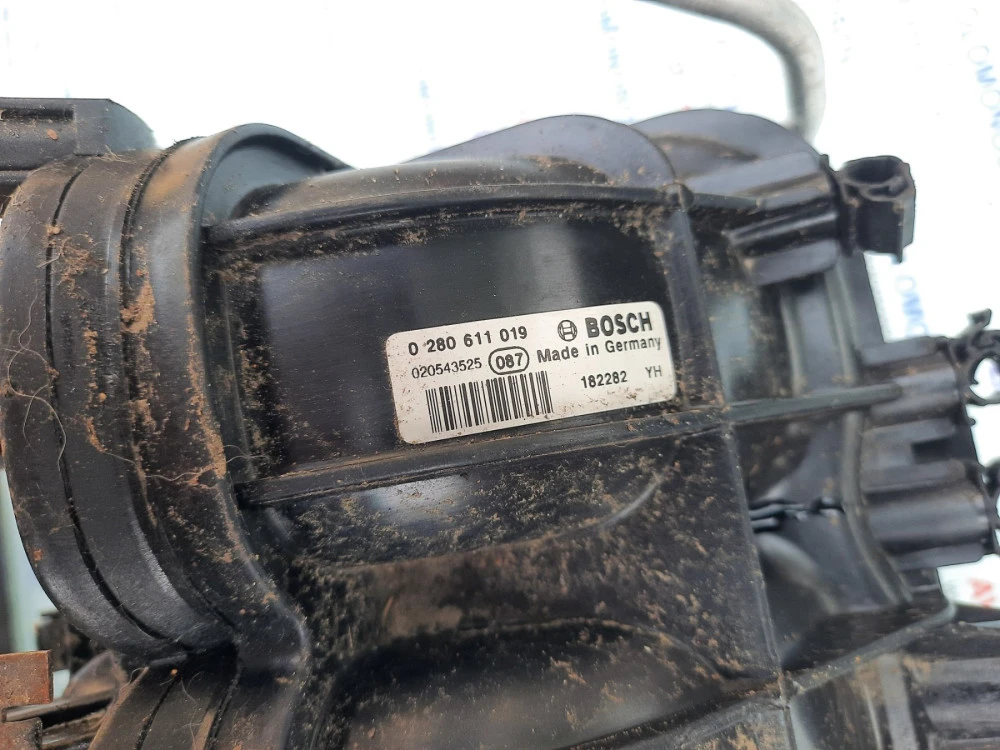 0 280 611 019 BOSCH
020543525 087 Made in Germany
182282 YH